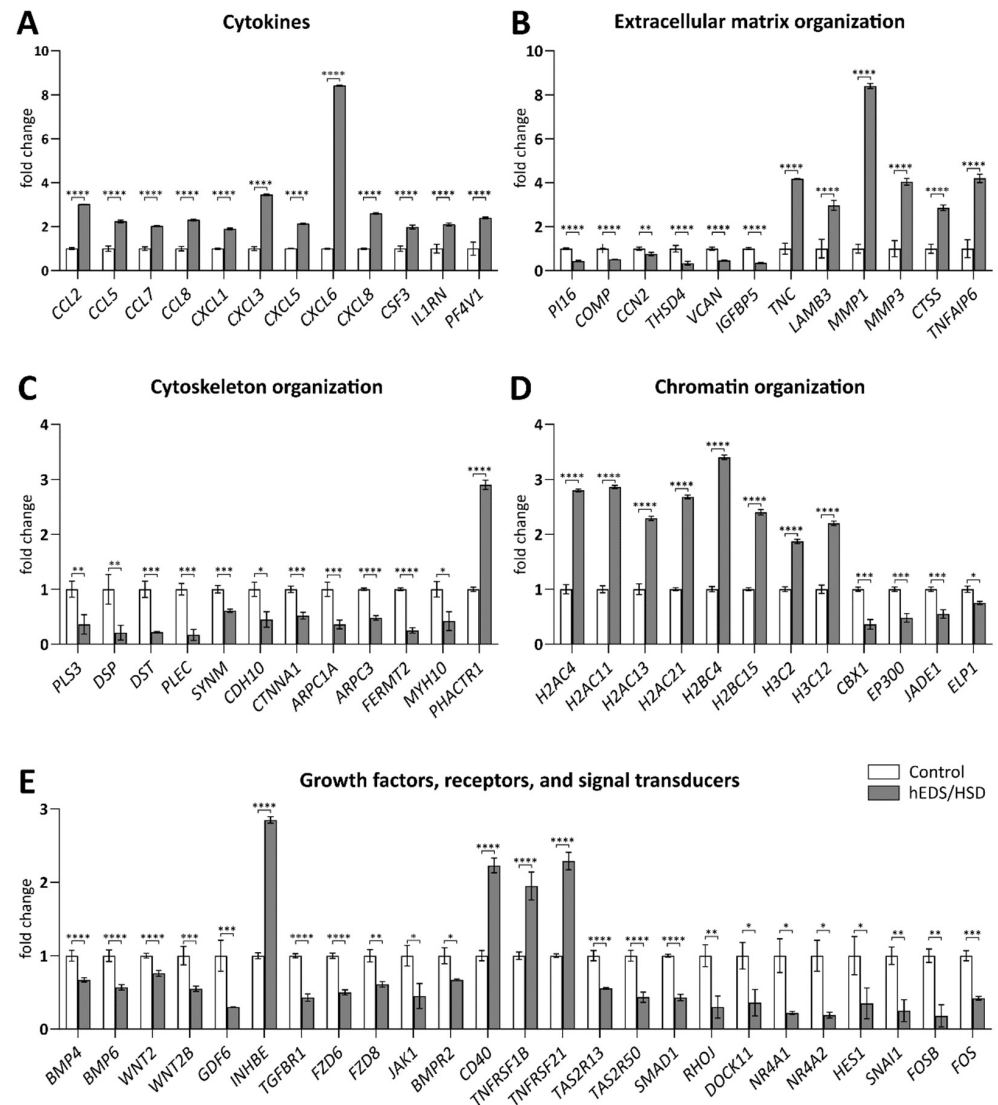 A Cytokines
fold change
10
8
6
4
2
0
**** **** **** **** **** **** **** **** **** **** **** ****
CCL2 CCL5 CCL7 CCL8 CXCL1 CXCL3 CXCL5 CXCL6 CXCL8 CSF3 IL1RN PF4V1
B Extracellular matrix organization
fold change
10
8
6
4
2
0
**** **** ** **** **** **** **** **** **** **** **** ****
PI16 COMP CCN2 THSD4 VCAN IGFBP5 TNC LAMB3 MMP1 MMP3 CTSS TNFAIP6
C Cytoskeleton organization
fold change
4
3
2
1
0
** ** *** *** *** * *** *** **** **** * ****
PLS3 DSP DST PLEC SYNM CDH10 CTNNA1 ARPC1A ARPC3 FERMT2 MYH10 PHACTR1
D Chromatin organization
fold change
4
3
2
1
0
**** **** **** **** **** **** **** **** *** *** *** *
H2AC4 H2AC11 H2AC13 H2AC21 H2BC4 H2BC15 H3C2 H3C12 CBX1 EP300 JADE1 ELP1
E Growth factors, receptors, and signal transducers
Control
hEDS/HSD
fold change
3
2
1
0
**** **** **** *** *** **** **** **** ** * * **** **** **** **** **** **** ** * * * * ** ** ***
BMP4 BMP6 WNT2 WNT2B GDF6 INHBE TGFBR1 FZD6 FZD8 JAK1 BMPR2 CD40 TNFRSF1B TNFRSF21 TAS2R13 TAS2R50 SMAD1 RHOJ DOCK11 NR4A1 NR4A2 HES1 SNAI1 FOSB FOS